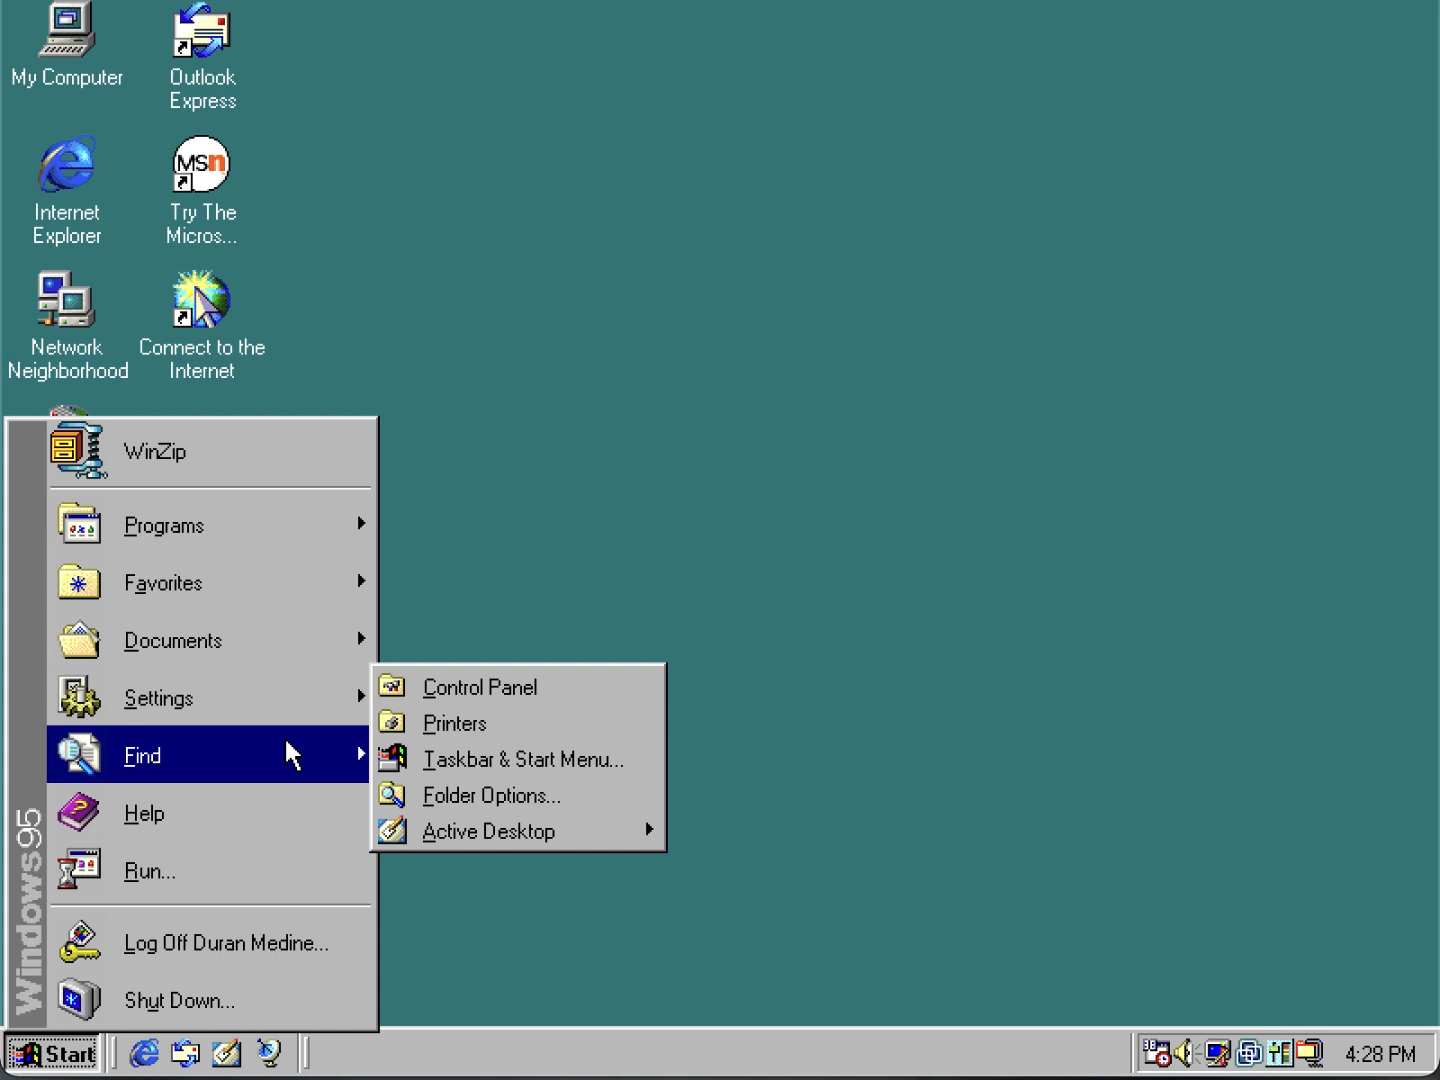 My Computer
Outlook
Express
Internet
Explorer
MSn
Try The
Micros...
Network
Neighborhood
Connect to the
Internet
WinZip
Programs
Favorites
Documents
Settings
Find
Help
Run...
Log Off Duran Medine...
Shut Down...
Windows95
Control Panel
Printers
Taskbar & Start Menu...
Folder Options...
Active Desktop
Start
4:28 PM